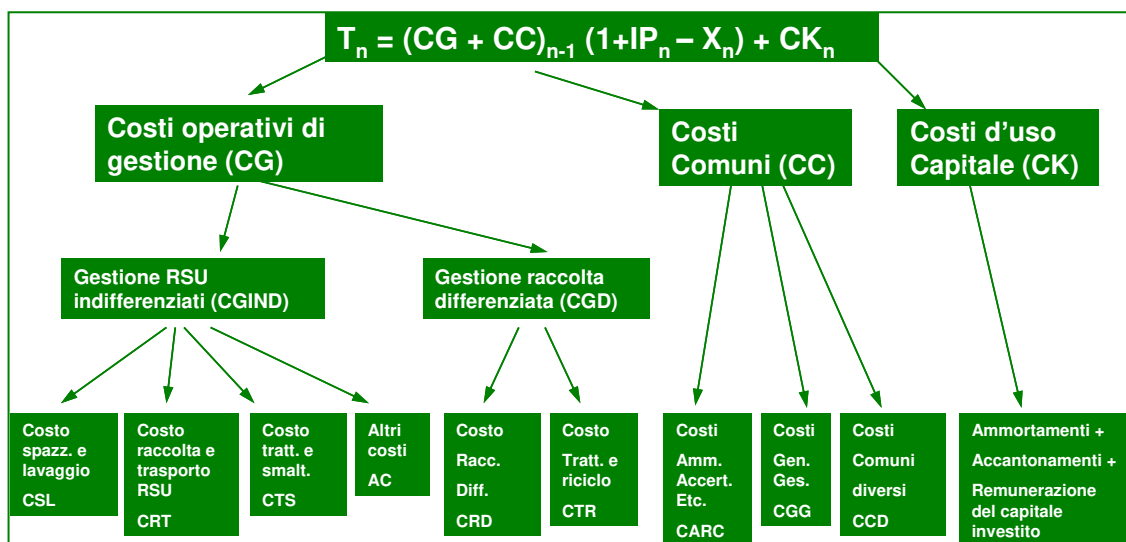 Tn = (CG + CC)n-1 (1+IPn – Xn) + CKn
Costi operativi di
gestione (CG)
Costi
Comuni (CC)
Costi d'uso
Capitale (CK)
Gestione RSU
indifferenziati (CGIND)
Gestione raccolta
differenziata (CGD)
Costo
spazz. e
lavaggio
CSL
Costo
raccolta e
trasporto
RSU
CRT
Costo
tratt. e
smalt.
CTS
Altri
costi
AC
Costo
Racc.
Diff.
CRD
Costo
Tratt. e
riciclo
CTR
Costi
Amm.
Accert.
Etc.
CARC
Costi
Gen.
Ges.
CGG
Costi
Comuni
diversi
CCD
Ammortamenti +
Accantonamenti +
Remunerazione
del capitale
investito